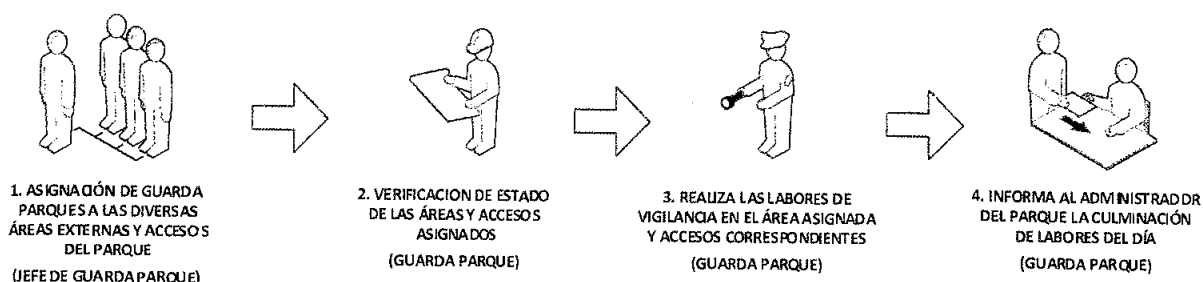 1. ASIGNACIÓN DE GUARDA
PARQUES A LAS DIVERSAS
ÁREAS EXTERNAS Y ACCESOS
DEL PARQUE
(JEFE DE GUARDA PARQUE)
2. VERIFICACION DE ESTADO
DE LAS ÁREAS Y ACCESOS
ASIGNADOS
(GUARDA PARQUE)
3. REALIZA LAS LABORES DE
VIGILANCIA EN EL ÁREA ASIGNADA
Y ACCESOS CORRESPONDIENTES
(GUARDA PARQUE)
4. INFORMA AL ADMINISTRADOR
DEL PARQUE LA CULMINACIÓN
DE LABORES DEL DÍA
(GUARDA PARQUE)